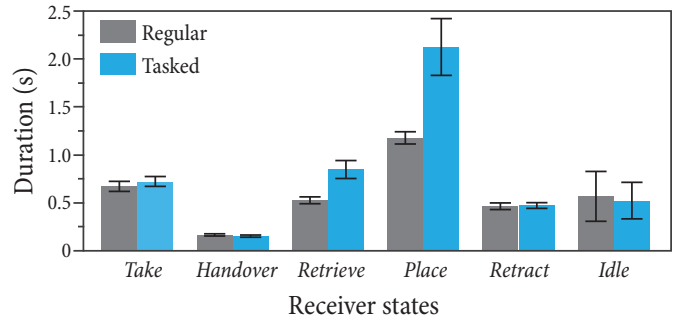 Duration (s)
2.5
2.0
1.5
1.0
0.5
0
Regular
Tasked
Take Handover Retrieve Place Retract Idle
Receiver states